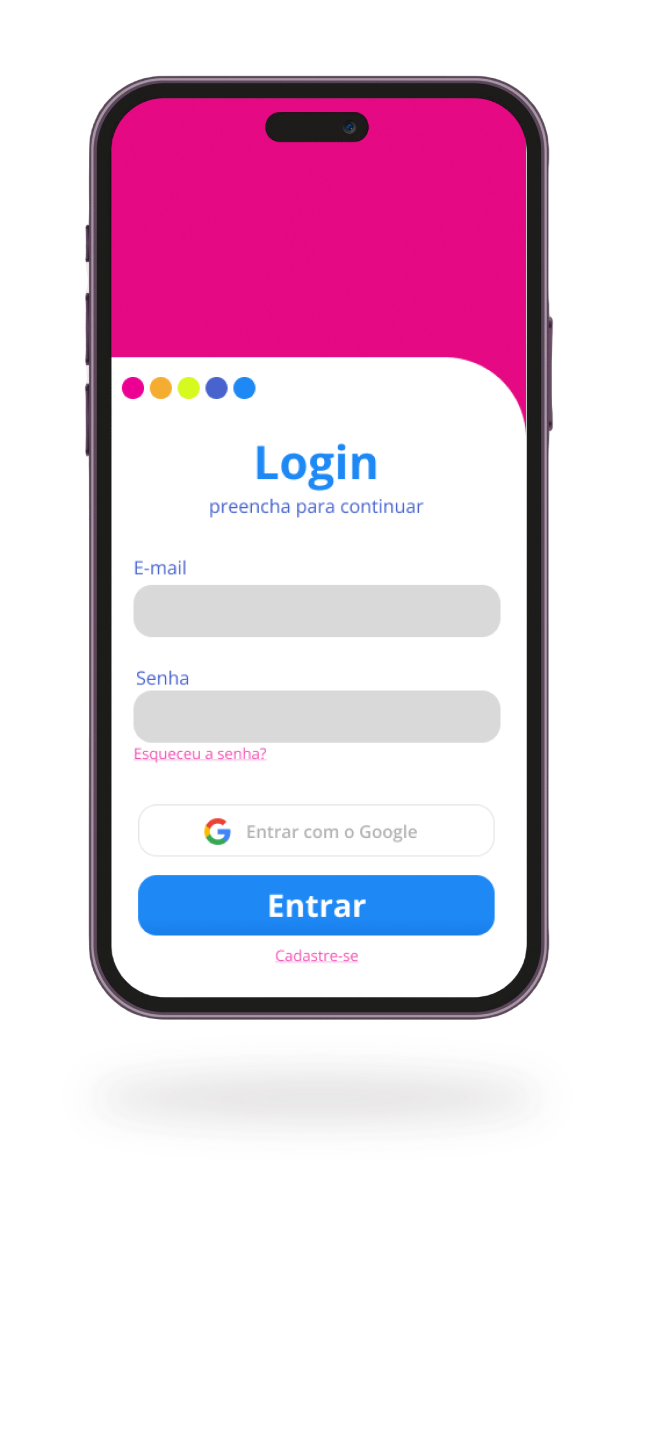 Login
preencha para continuar
E-mail
Senha
Esqueceu a senha?
Entrar com o Google
Entrar
Cadastre-se